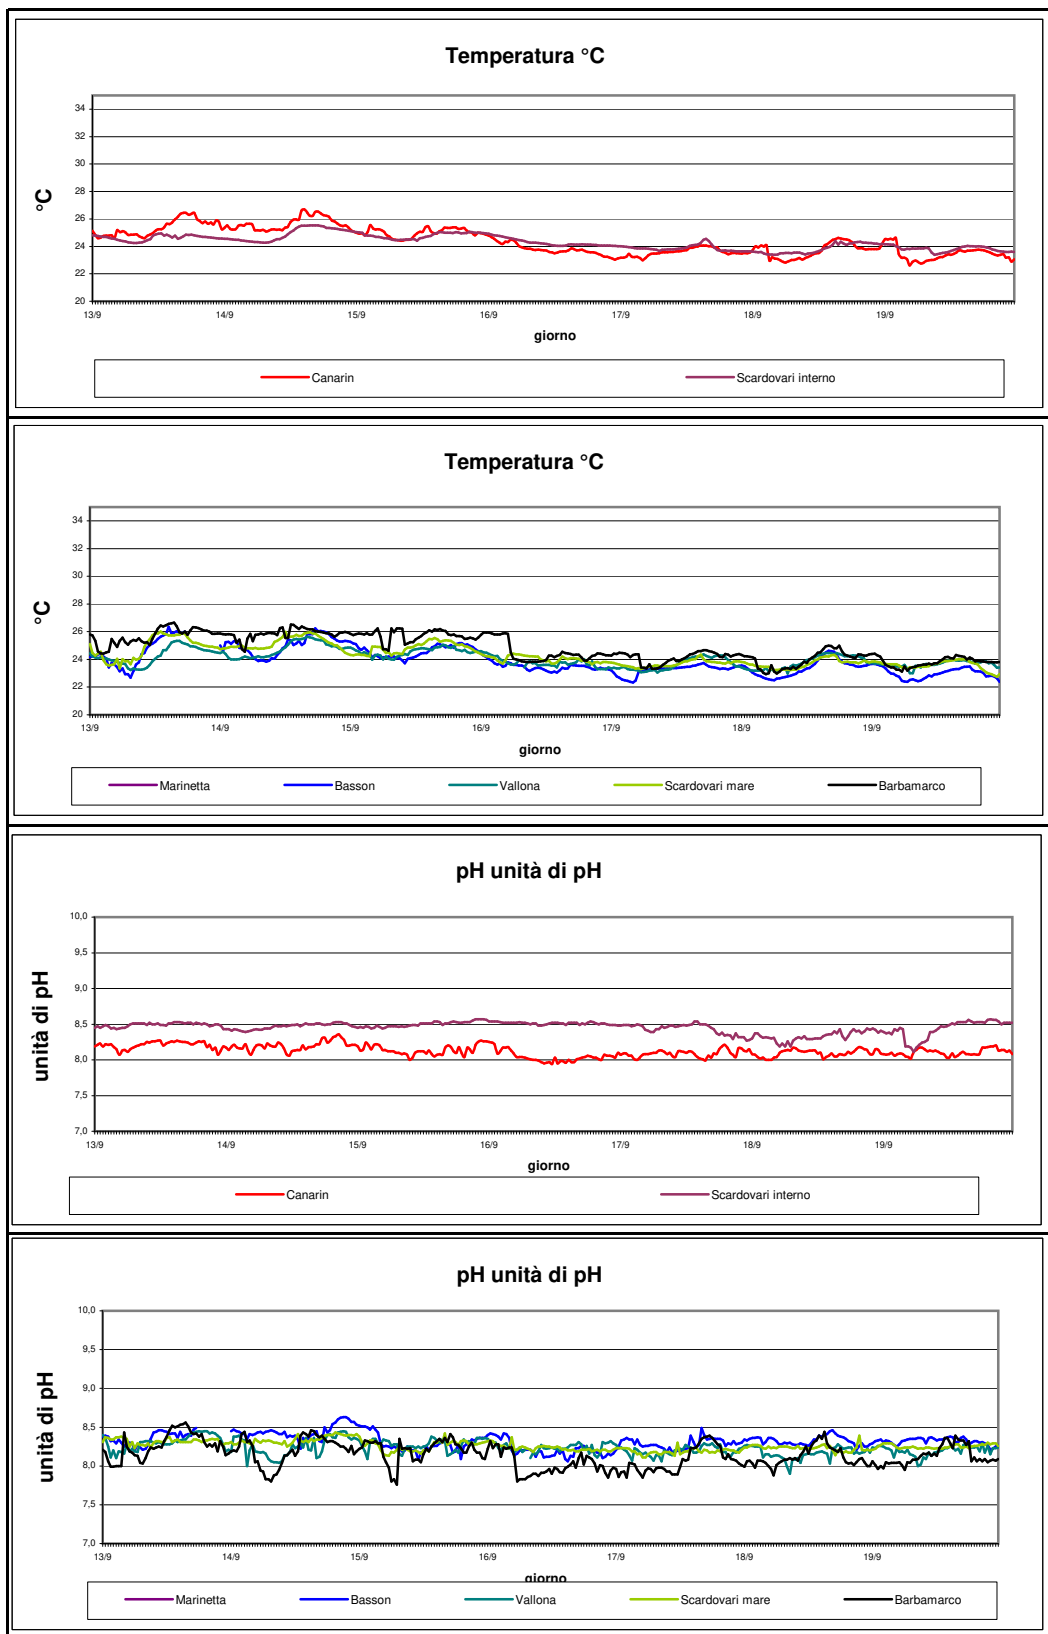 Temperatura °C
34
32
30
28
26
24
22
20
°C
13/9 14/9 15/9 16/9 17/9 18/9 19/9
giorno
Canarin Scardovari interno
Temperatura °C
34
32
30
28
26
24
22
20
°C
13/9 14/9 15/9 16/9 17/9 18/9 19/9
giorno
Marinetta Basson Vallona Scardovari mare Barbamarco
pH unità di pH
10,0
9,5
9,0
8,5
8,0
7,5
7,0
unità di pH
13/9 14/9 15/9 16/9 17/9 18/9 19/9
giorno
Canarin Scardovari interno
pH unità di pH
10,0
9,5
9,0
8,5
8,0
7,5
7,0
unità di pH
13/9 14/9 15/9 16/9 17/9 18/9 19/9
giorno
Marinetta Basson Vallona Scardovari mare Barbamarco